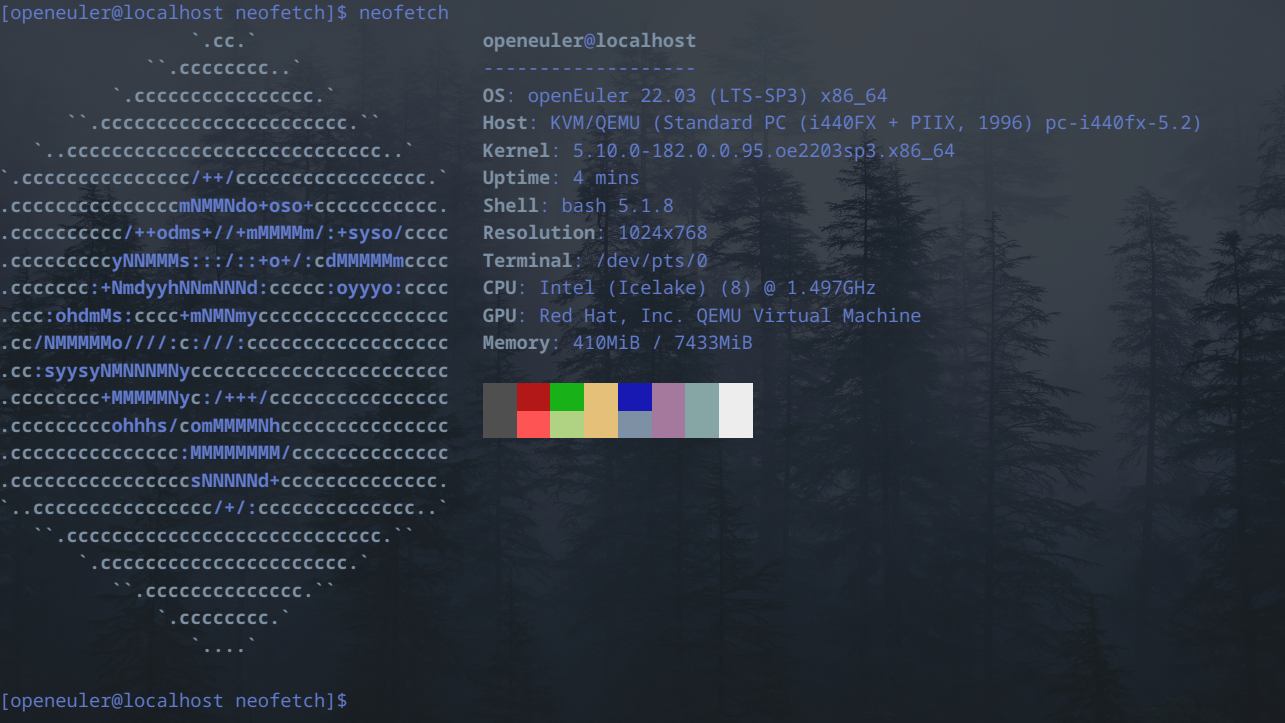 [openeuler@localhost neofetch]$ neofetch
`.cc.` openeuler@localhost
``.cccccccc..` -------------------
`.cccccccccccccccc.` OS: openEuler 22.03 (LTS-SP3) x86_64
``.cccccccccccccccccccccc.`` Host: KVM/QEMU (Standard PC (i440FX + PIIX, 1996) pc-i440fx-5.2)
`..cccccccccccccccccccccccccccc..` Kernel: 5.10.0-182.0.0.95.oe2203sp3.x86_64
`.ccccccccccccccc/++/ccccccccccccccccc.` Uptime: 4 mins
.cccccccccccccccmNMMNdo+oso+ccccccccccc. Shell: bash 5.1.8
.cccccccccc/++odms+//+mMMMMm/:+syso/cccc Resolution: 1024x768
.cccccccccyNNMMMs:::/::+o+/:cdMMMMMmcccc Terminal: /dev/pts/0
.ccccccc:+NmdyyhNNmNNNd:ccccc:oyyyo:cccc CPU: Intel (Icelake) (8) @ 1.497GHz
.ccc:ohdmMs:cccc+mNMNmyccccccccccccccccc GPU: Red Hat, Inc. QEMU Virtual Machine
.cc/NMMMMMo////:c:///:cccccccccccccccccc Memory: 410MiB / 7433MiB
.cc:syysyNMNNNMNyccccccccccccccccccccccc
.cccccccc+MMMMMNyc:/+++/cccccccccccccccc
.cccccccccohhhs/comMMMMNhccccccccccccccc
.ccccccccccccccc:MMMMMMMM/cccccccccccccc
.ccccccccccccccccsNNNNNd+cccccccccccccc.
`..cccccccccccccccc/+/:cccccccccccccc..`
``.cccccccccccccccccccccccccccc.``
`.cccccccccccccccccccccc.`
``.cccccccccccccc.``
`.cccccccc.`
`....`
[openeuler@localhost neofetch]$